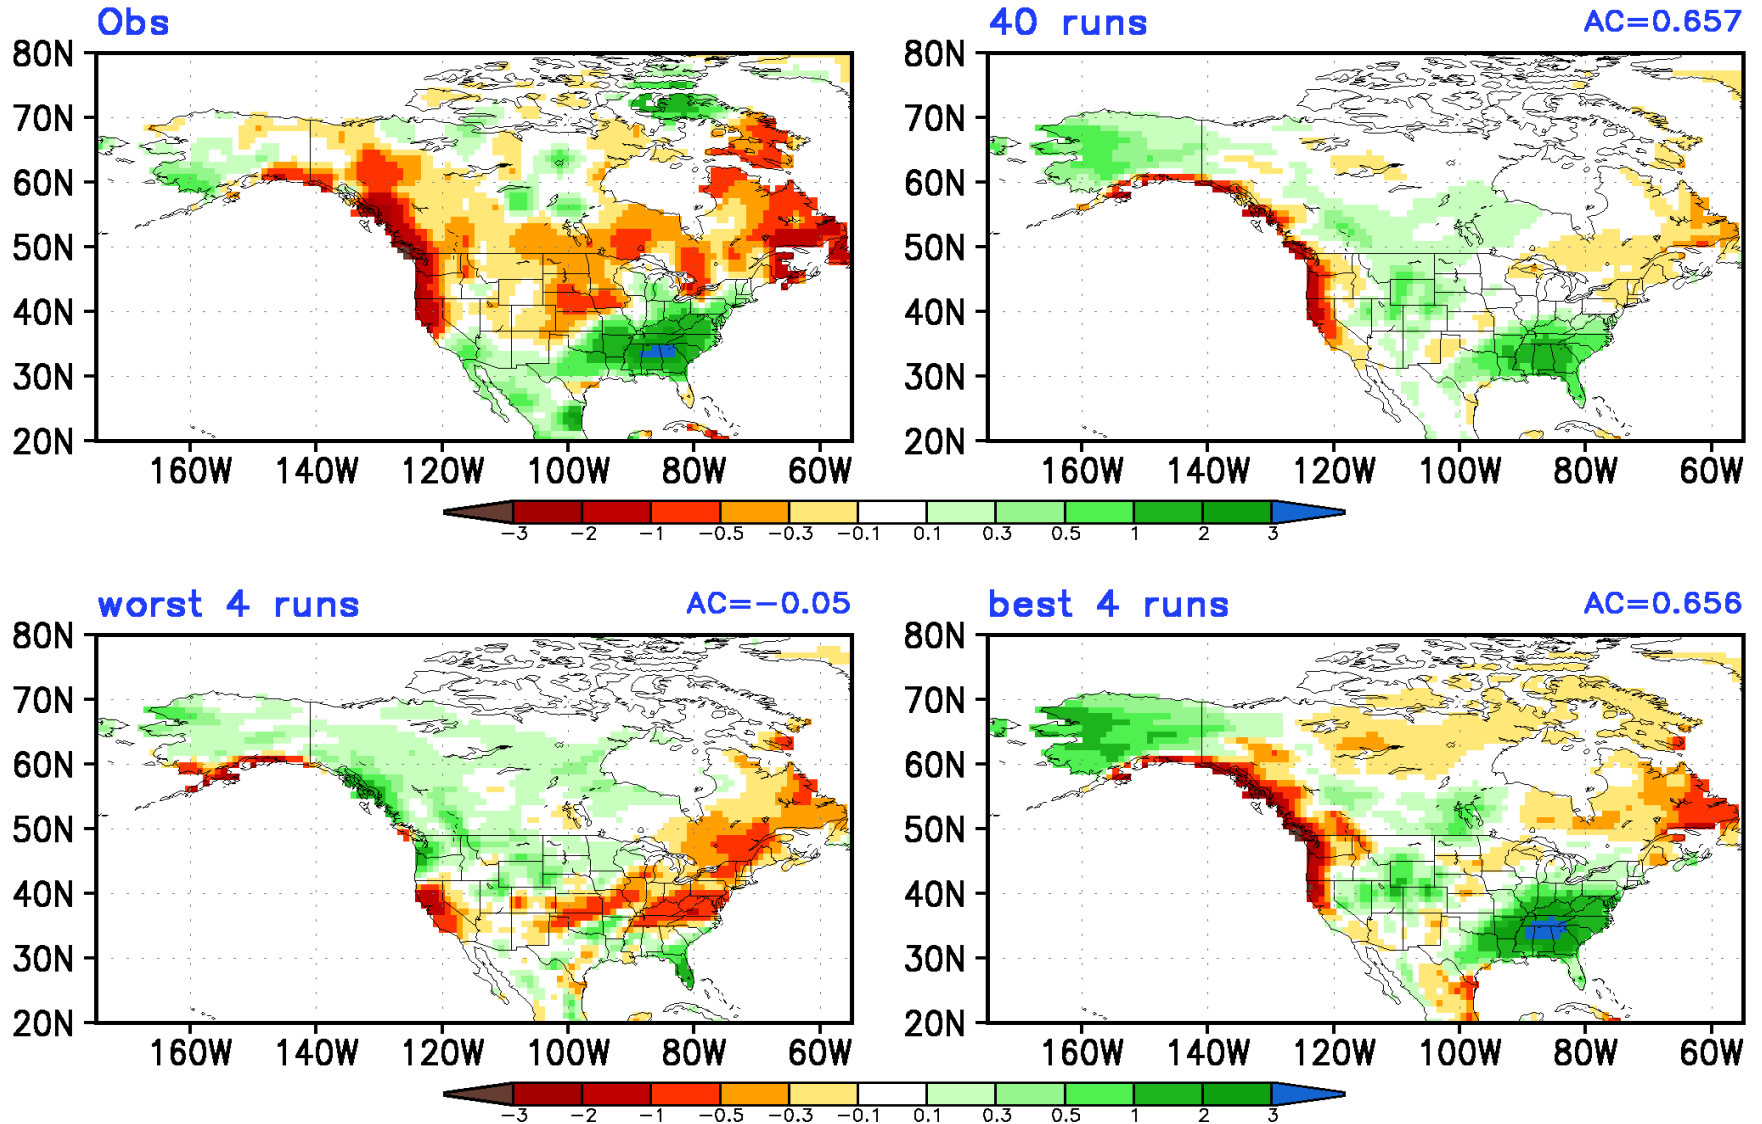 Obs
40 runs AC=0.657
80N 80N
70N 70N
60N 60N
50N 50N
40N 40N
30N 30N
20N 20N
160W 140W 120W 100W 80W 60W 160W 140W 120W 100W 80W 60W
-3 -2 -1 -0.5 -0.3 -0.1 0.1 0.3 0.5 1 2 3
worst 4 runs AC=-0.05
best 4 runs AC=0.656
80N 80N
70N 70N
60N 60N
50N 50N
40N 40N
30N 30N
20N 20N
160W 140W 120W 100W 80W 60W 160W 140W 120W 100W 80W 60W
-3 -2 -1 -0.5 -0.3 -0.1 0.1 0.3 0.5 1 2 3